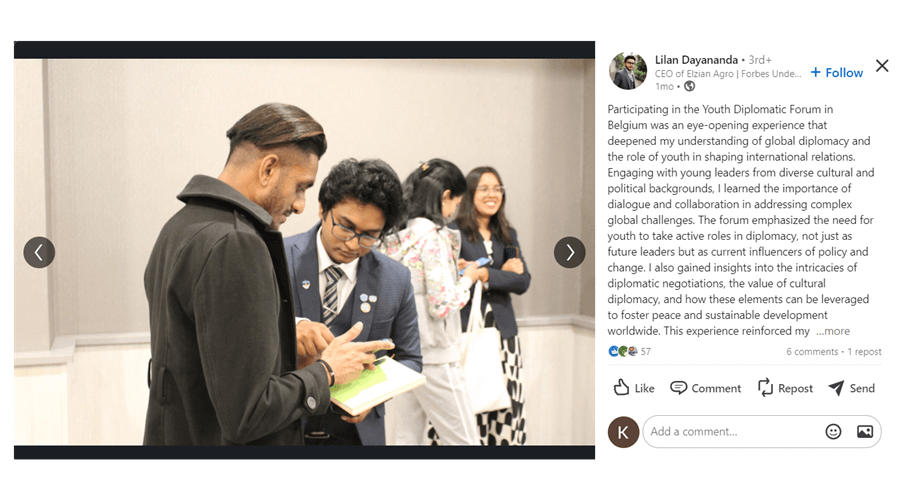 Lilan Dayananda • 3rd+
CEO of Elzian Agro | Forbes Unde...
1mo •
+ Follow
Participating in the Youth Diplomatic Forum in
Belgium was an eye-opening experience that
deepened my understanding of global diplomacy and
the role of youth in shaping international relations.
Engaging with young leaders from diverse cultural and
political backgrounds, I learned the importance of
dialogue and collaboration in addressing complex
global challenges. The forum emphasized the need for
youth to take active roles in diplomacy, not just as
future leaders but as current influencers of policy and
change. I also gained insights into the intricacies of
diplomatic negotiations, the value of cultural
diplomacy, and how these elements can be leveraged
to foster peace and sustainable development
worldwide. This experience reinforced my ...more
57
6 comments • 1 repost
Like Comment Repost Send
K
Add a comment...